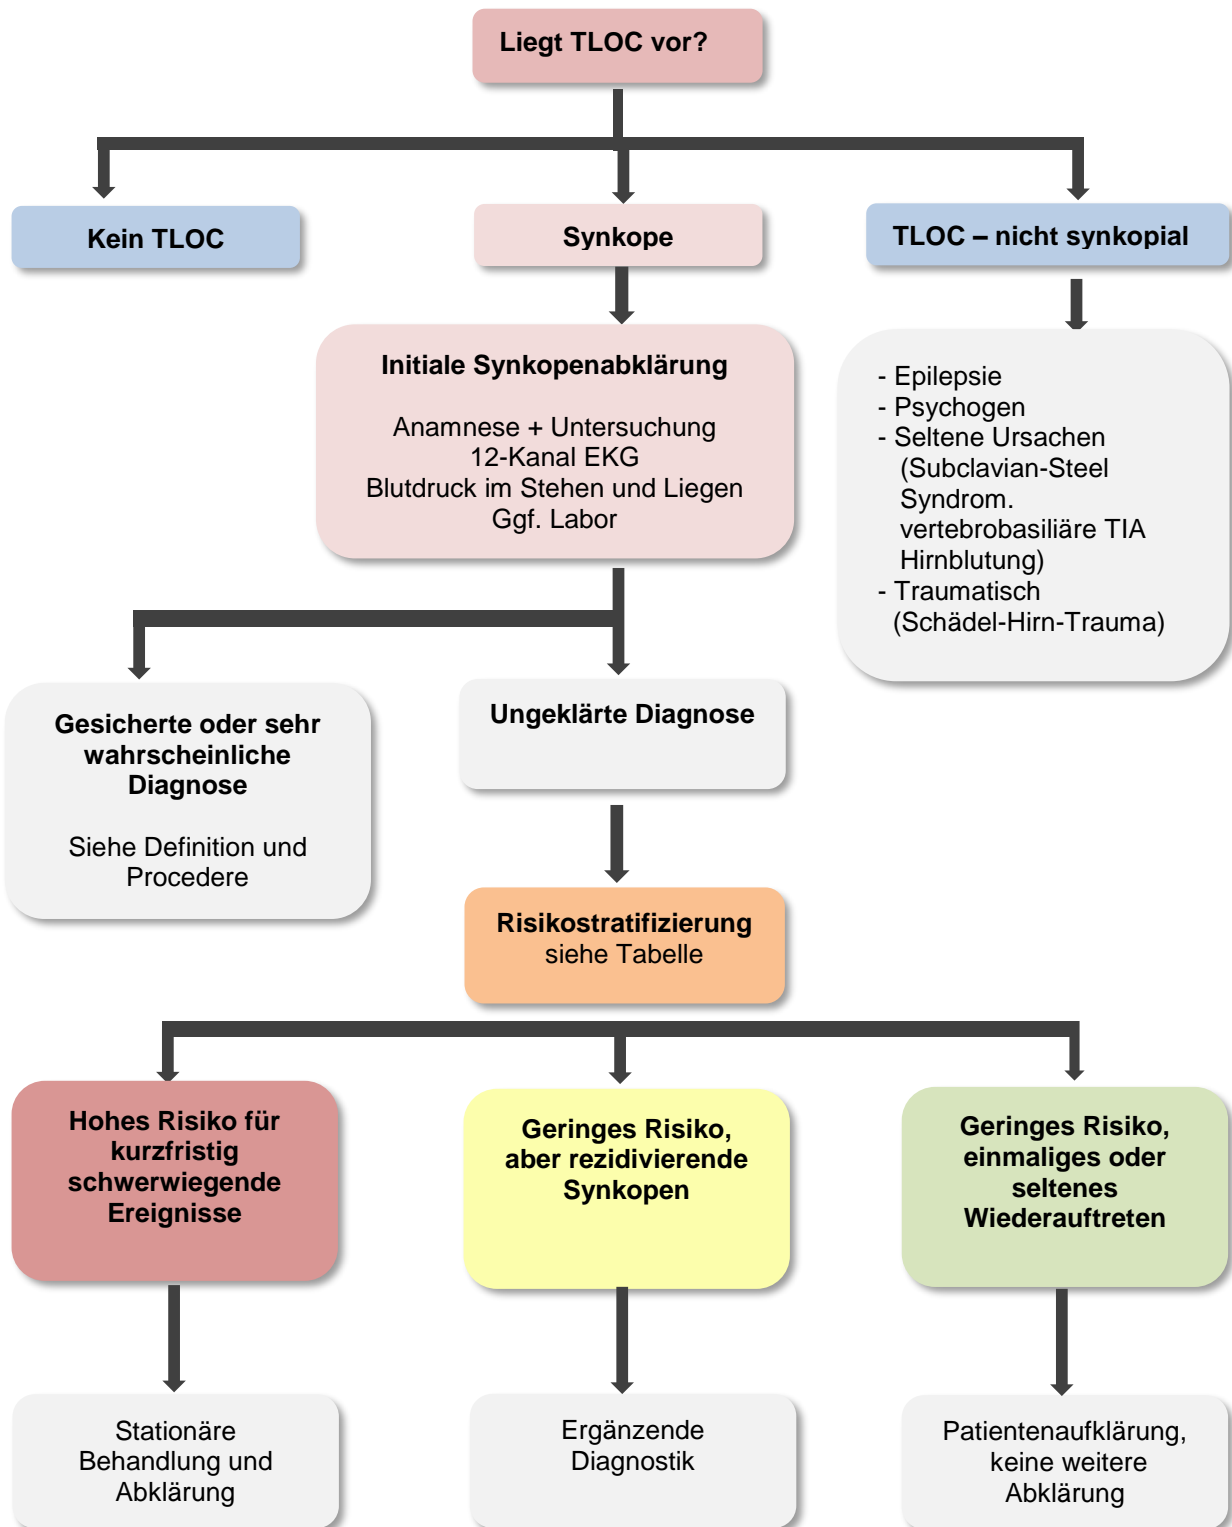 Liegt TLOC vor?
Kein TLOC
Synkope
TLOC – nicht synkopial
Initiale Synkopenabklärung
Anamnese + Untersuchung
12-Kanal EKG
Blutdruck im Stehen und Liegen
Ggf. Labor
- Epilepsie
- Psychogen
- Seltene Ursachen
(Subclavian-Steel
Syndrom.
vertebrobasiliäre TIA
Hirnblutung)
- Traumatisch
(Schädel-Hirn-Trauma)
Gesicherte oder sehr
wahrscheinliche
Diagnose
Siehe Definition und
Procedere
Ungeklärte Diagnose
Risikostratifizierung
siehe Tabelle
Hohes Risiko für
kurzfristig
schwerwiegende
Ereignisse
Geringes Risiko,
aber rezidivierende
Synkopen
Geringes Risiko,
einmaliges oder
seltenes
Wiederauftreten
Stationäre
Behandlung und
Abklärung
Ergänzende
Diagnostik
Patientenaufklärung,
keine weitere
Abklärung